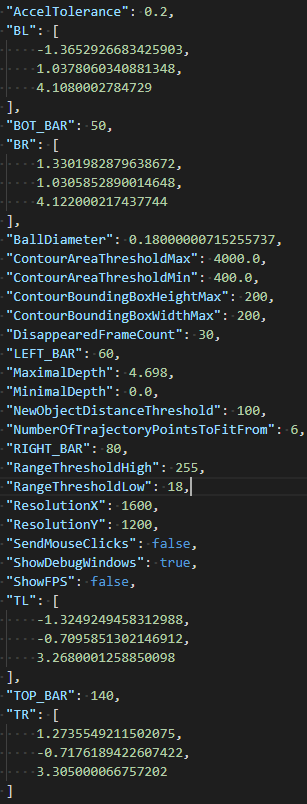 "AccelTolerance": 0.2,
"BL": [
-1.3652926683425903,
1.0378060340881348,
4.1080002784729
],
"BOT_BAR": 50,
"BR": [
1.3301982879638672,
1.0305852890014648,
4.122000217437744
],
"BallDiameter": 0.18000000715255737,
"ContourAreaThresholdMax": 4000.0,
"ContourAreaThresholdMin": 400.0,
"ContourBoundingBoxHeightMax": 200,
"ContourBoundingBoxWidthMax": 200,
"DisappearedFrameCount": 30,
"LEFT_BAR": 60,
"MaximalDepth": 4.698,
"MinimalDepth": 0.0,
"NewObjectDistanceThreshold": 100,
"NumberOfTrajectoryPointsToFitFrom": 6,
"RIGHT_BAR": 80,
"RangeThresholdHigh": 255,
"RangeThresholdLow": 18,
"ResolutionX": 1600,
"ResolutionY": 1200,
"SendMouseClicks": false,
"ShowDebugWindows": true,
"ShowFPS": false,
"TL": [
-1.3249249458312988,
-0.7095851302146912,
3.2680001258850098
],
"TOP_BAR": 140,
"TR": [
1.2735549211502075,
-0.7176189422607422,
3.305000066757202
]